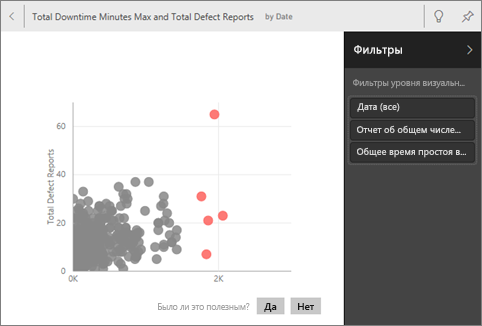 Total Downtime Minutes Max and Total Defect Reports by Date
Фильтры
Фильтры уровня визуальн...
Дата (все)
Отчет об общем числе...
Общее время простоя в...
Total Defect Reports
60
40
20
0
0K
2K
Было ли это полезным? Да Нет